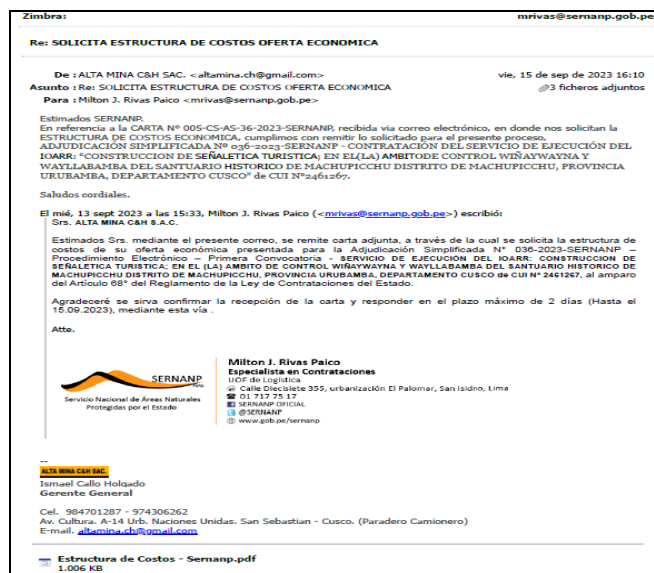 Zimbra: mrivas@sernanp.gob.pe
Re: SOLICITA ESTRUCTURA DE COSTOS OFERTA ECONOMICA
De : ALTA MINA C&H SAC. <altamina.ch@gmail.com> vie, 15 de sep de 2023 16:10
Asunto : Re: SOLICITA ESTRUCTURA DE COSTOS OFERTA ECONOMICA 3 ficheros adjuntos
Para : Milton J. Rivas Paico <mrivas@sernanp.gob.pe>
Estimados SERNANP.
En referencia a la CARTA Nº 005-CS-AS-36-2023-SERNANP, recibida via correo electrónico, en donde nos solicitan la
ESTRUCTURA DE COSTOS ECONOMICA, cumplimos con remitir lo solicitado para el presente proceso,
ADJUDICACIÓN SIMPLIFICADA Nº 036-2023-SERNANP - CONTRATACIÓN DEL SERVICIO DE EJECUCIÓN DEL
IOARR: "CONSTRUCCION DE SEÑALETICA TURISTICA; EN EL(LA) AMBITODE CONTROL WIÑAYWAYNA Y
WAYLLABAMBA DEL SANTUARIO HISTORICO DE MACHUPICCHU DISTRITO DE MACHUPICCHU, PROVINCIA
URUBAMBA, DEPARTAMENTO CUSCO" de CUI Nº2461267.
Saludos cordiales.
El mié, 13 sept 2023 a las 15:33, Milton J. Rivas Paico (<mrivas@sernanp.gob.pe>) escribió:
Srs. ALTA MINA C&H S.A.C.
Estimados Srs. mediante el presente correo, se remite carta adjunta, a través de la cual se solicita la estructura de
costos de su oferta económica presentada para la Adjudicación Simplificada N° 036-2023-SERNANP –
Procedimiento Electrónico – Primera Convocatoria - SERVICIO DE EJECUCIÓN DEL IOARR: CONSTRUCCION DE
SEÑALETICA TURISTICA; EN EL (LA) AMBITO DE CONTROL WIÑAYWAYNA Y WAYLLABAMBA DEL SANTUARIO HISTORICO DE
MACHUPICCHU DISTRITO DE MACHUPICCHU, PROVINCIA URUBAMBA, DEPARTAMENTO CUSCO de CUI N° 2461267, al amparo
del Artículo 68° del Reglamento de la Ley de Contrataciones del Estado.
Agradeceré se sirva confirmar la recepción de la carta y responder en el plazo máximo de 2 días (Hasta el
15.09.2023), mediante esta vía .
Atte.
SERNANP
PERÚ
Servicio Nacional de Áreas Naturales
Protegidas por el Estado
Milton J. Rivas Paico
Especialista en Contrataciones
UOF de Logística
Calle Diecisiete 355, urbanización El Palomar, San Isidro, Lima
01 717 75 17
SERNANP OFICIAL
@SERNANP
www.gob.pe/sernanp
--
ALTA MINA C&H SAC.
Ismael Callo Holgado
Gerente General
Cel. 984701287 - 974306262
Av. Cultura. A-14 Urb. Naciones Unidas. San Sebastian - Cusco. (Paradero Camionero)
E-mail. altamina.ch@gmail.com
Estructura de Costos - Sernanp.pdf
1.006 KB